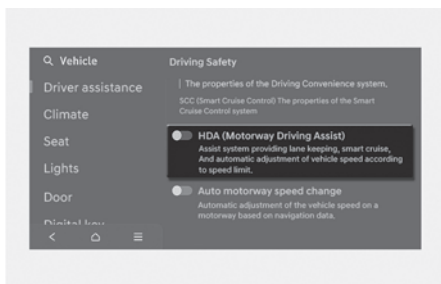 Vehicle
Driver assistance
Climate
Seat
Lights
Door
Digital key
Driving Safety
The properties of the Driving Convenience system,
SCC (Smart Cruise Control) The properties of the Smart
Cruise Control system
HDA (Motorway Driving Assist)
Assist system providing lane keeping, smart cruise,
And automatic adjustment of vehicle speed according
to speed limit,
Auto motorway speed change
Automatic adjustment of the vehicle speed on a
motorway based on navigation data,